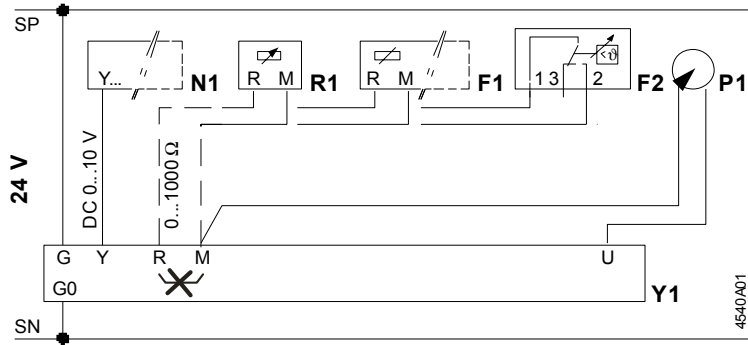 SP
Y... N1
R M R1
R M F1
<ϑ
1 3 2 F2
P1
24 V
DC 0...10 V
0...1000 Ω
G Y R M U
G0
Y1
SN
4540A01